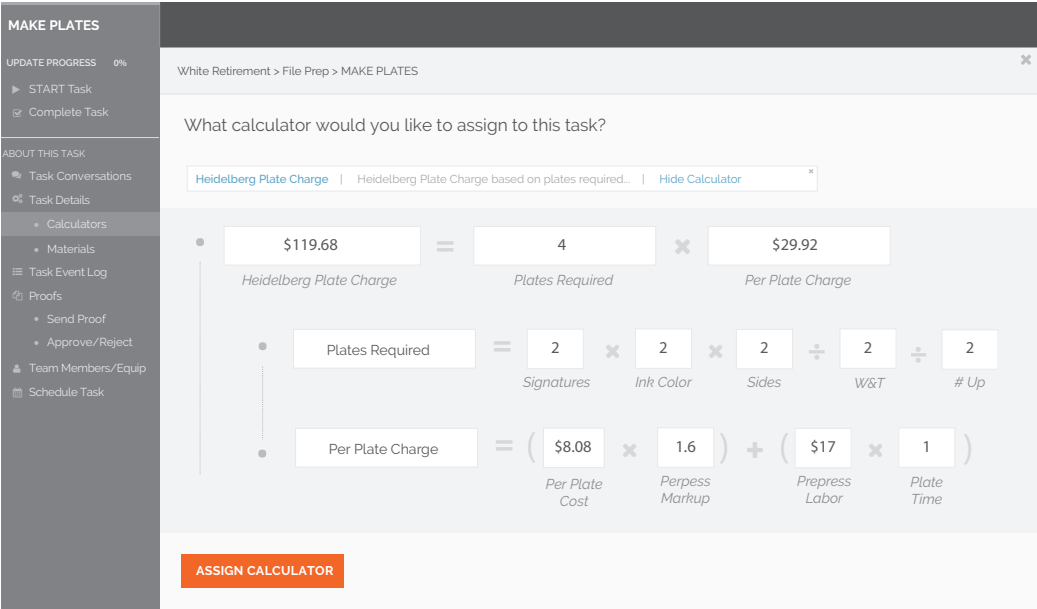 MAKE PLATES
UPDATE PROGRESS 0%
START Task
Complete Task
ABOUT THIS TASK
Task Conversations
Task Details
Calculators
Materials
Task Event Log
Proofs
Send Proof
Approve/Reject
Team Members/Equip
Schedule Task
White Retirement > File Prep > MAKE PLATES
What calculator would you like to assign to this task?
Heidelberg Plate Charge | Heidelberg Plate Charge based on plates required... | Hide Calculator
$119.68 = 4 × $29.92
Heidelberg Plate Charge Plates Required Per Plate Charge
Plates Required = 2 × 2 × 2 ÷ 2 ÷ 2
Signatures Ink Color Sides W&T # Up
Per Plate Charge = ( $8.08 × 1.6 ) + ( $17 × 1 )
Per Plate Perpess Prepress Plate
Cost Markup Labor Time
ASSIGN CALCULATOR